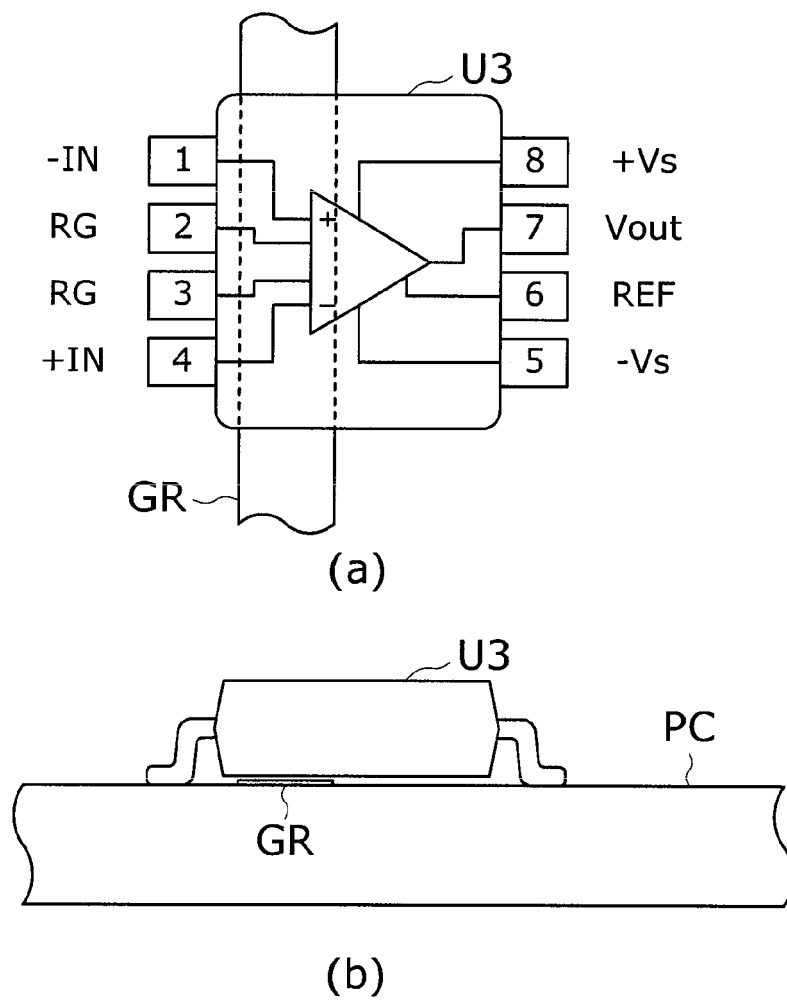 U3
-IN 1 8 +Vs
+
RG 2 7 Vout
RG 3 6 REF
−
+IN 4 5 -Vs
GR
(a)
U3
PC
GR
(b)